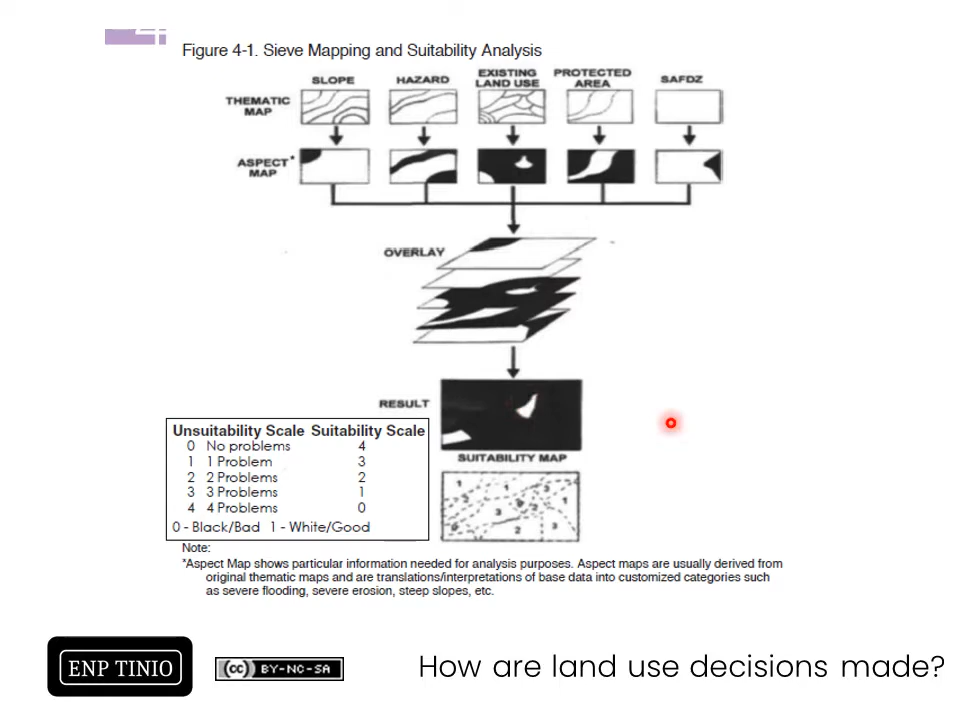 Figure 4-1. Sieve Mapping and Suitability Analysis
SLOPE
HAZARD
EXISTING
LAND USE
PROTECTED
AREA
SAFDZ
THEMATIC
MAP
ASPECT*
MAP
OVERLAY
RESULT
SUITABILITY MAP
Unsuitability Scale Suitability Scale
0 No problems 4
1 1 Problem 3
2 2 Problems 2
3 3 Problems 1
4 4 Problems 0
0 - Black/Bad 1 - White/Good
Note:
*Aspect Map shows particular information needed for analysis purposes. Aspect maps are usually derived from
original thematic maps and are translations/interpretations of base data into customized categories such
as severe flooding, severe erosion, steep slopes, etc.
ENP TINIO
cc BY-NC-SA
How are land use decisions made?